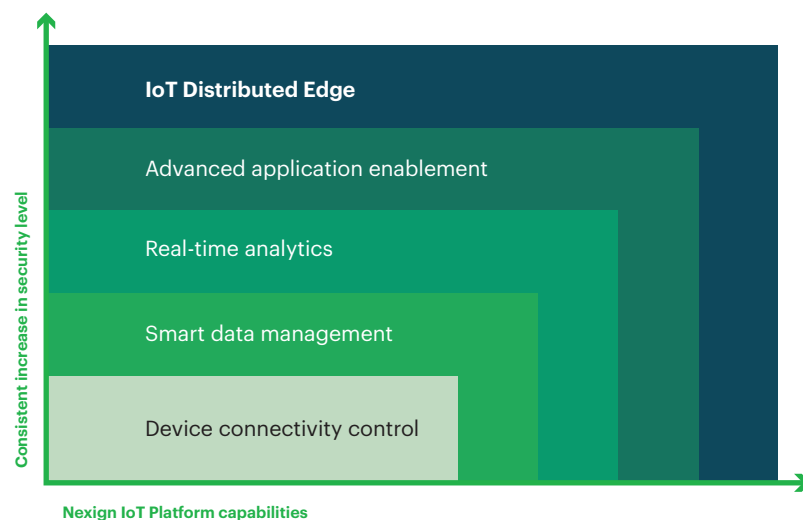 IoT Distributed Edge
Advanced application enablement
Real-time analytics
Smart data management
Device connectivity control
Consistent increase in security level
Nexign IoT Platform capabilities